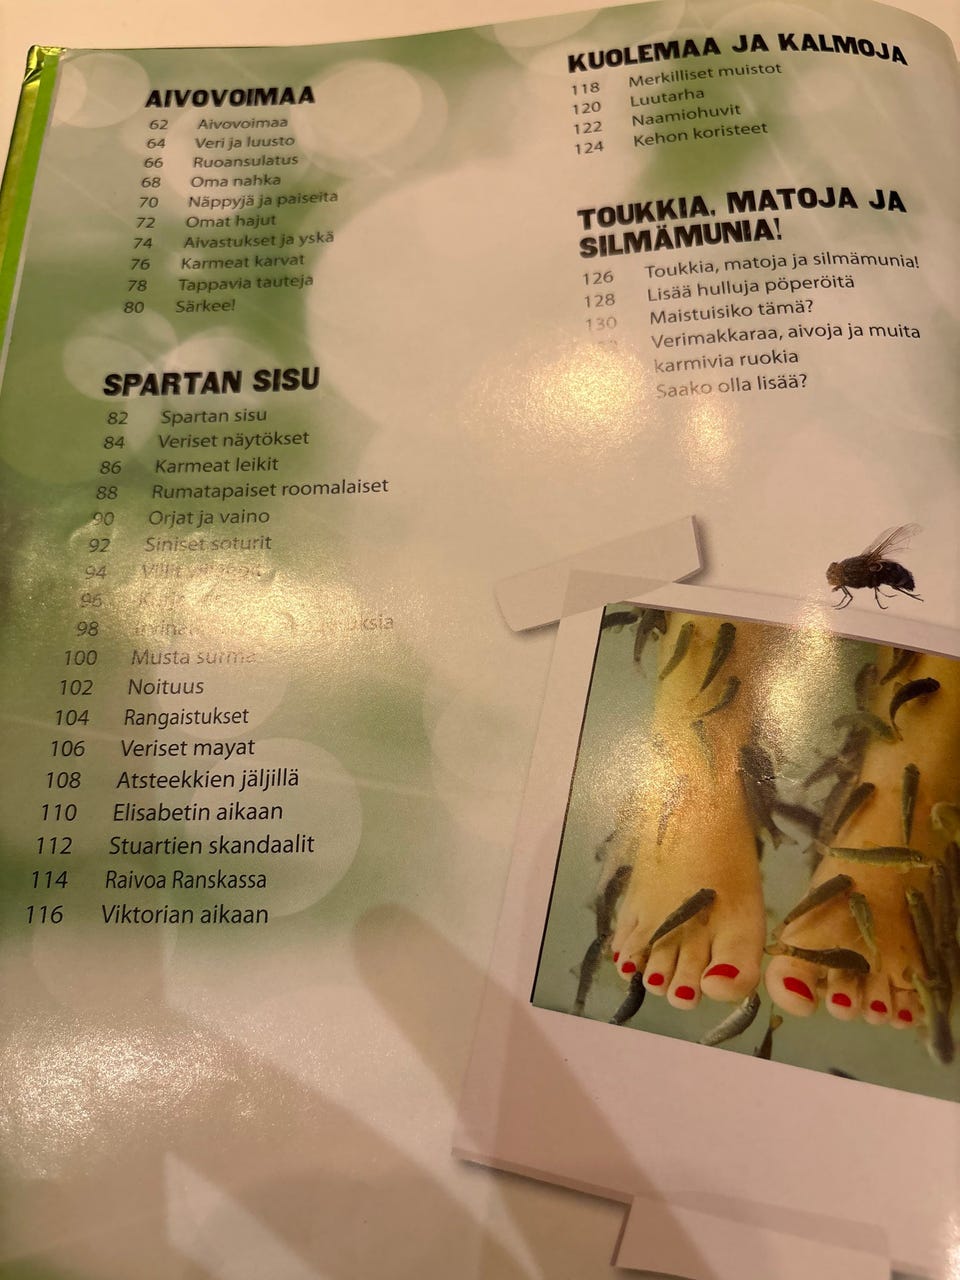 AIVOVOIMAA
62 Aivovoimaa
64 Veri ja luusto
66 Ruoansulatus
68 Oma nahka
70 Näppyjä ja paiseita
72 Omat hajut
74 Aivastukset ja yskä
76 Karmeat karvat
78 Tappavia tauteja
80 Särkee!
SPARTAN SISU
82 Spartan sisu
84 Veriset näytökset
86 Karmeat leikit
88 Rumatapaiset roomalaiset
90 Orjat ja vaino
92 Siniset soturit
94
96
98
100 Musta surma
102 Noituus
104 Rangaistukset
106 Veriset mayat
108 Atsteekkien jäljillä
110 Elisabetin aikaan
112 Stuartien skandaalit
114 Raivoa Ranskassa
116 Viktorian aikaan
KUOLEMAA JA KALMOJA
118 Merkilliset muistot
120 Luutarha
122 Naamiohuvit
124 Kehon koristeet
TOUKKIA, MATOJA JA
SILMÄMUNIA!
126 Toukkia, matoja ja silmämunia!
128 Lisää hulluja pöperöitä
130 Maistuisiko tämä?
Verimakkaraa, aivoja ja muita
karmivia ruokia
Saako olla lisää?